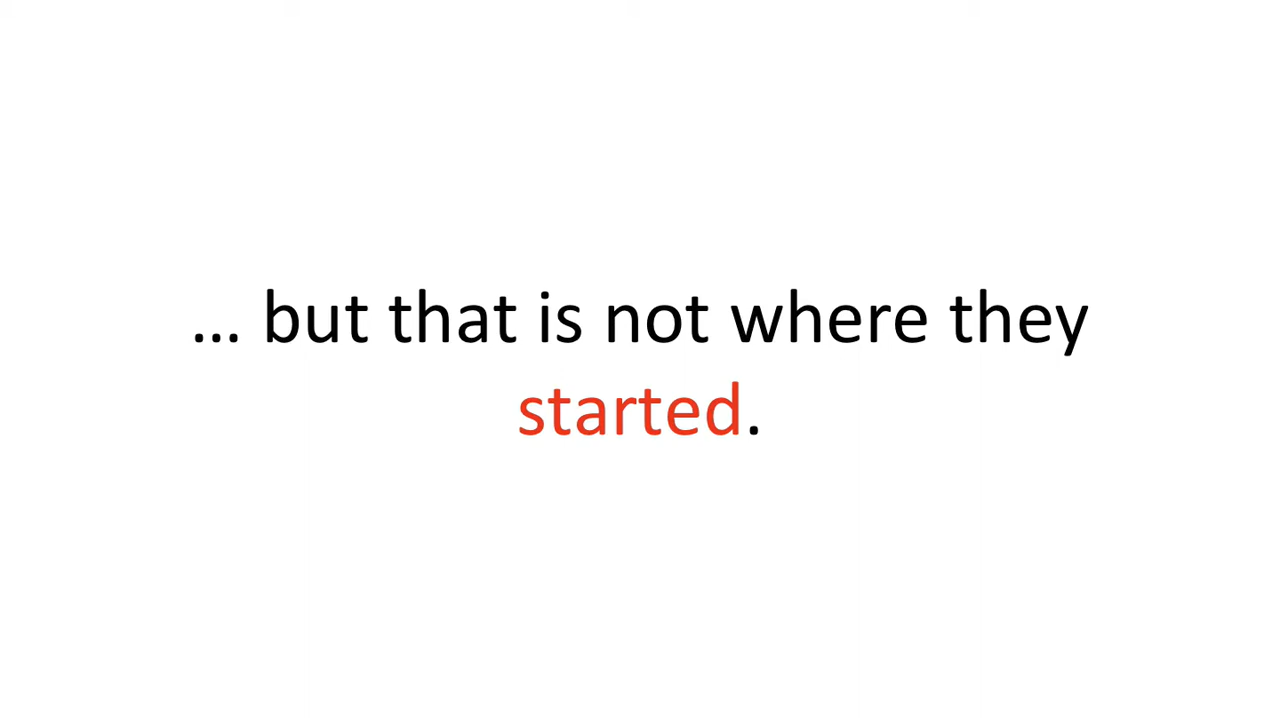 … but that is not where they
started.